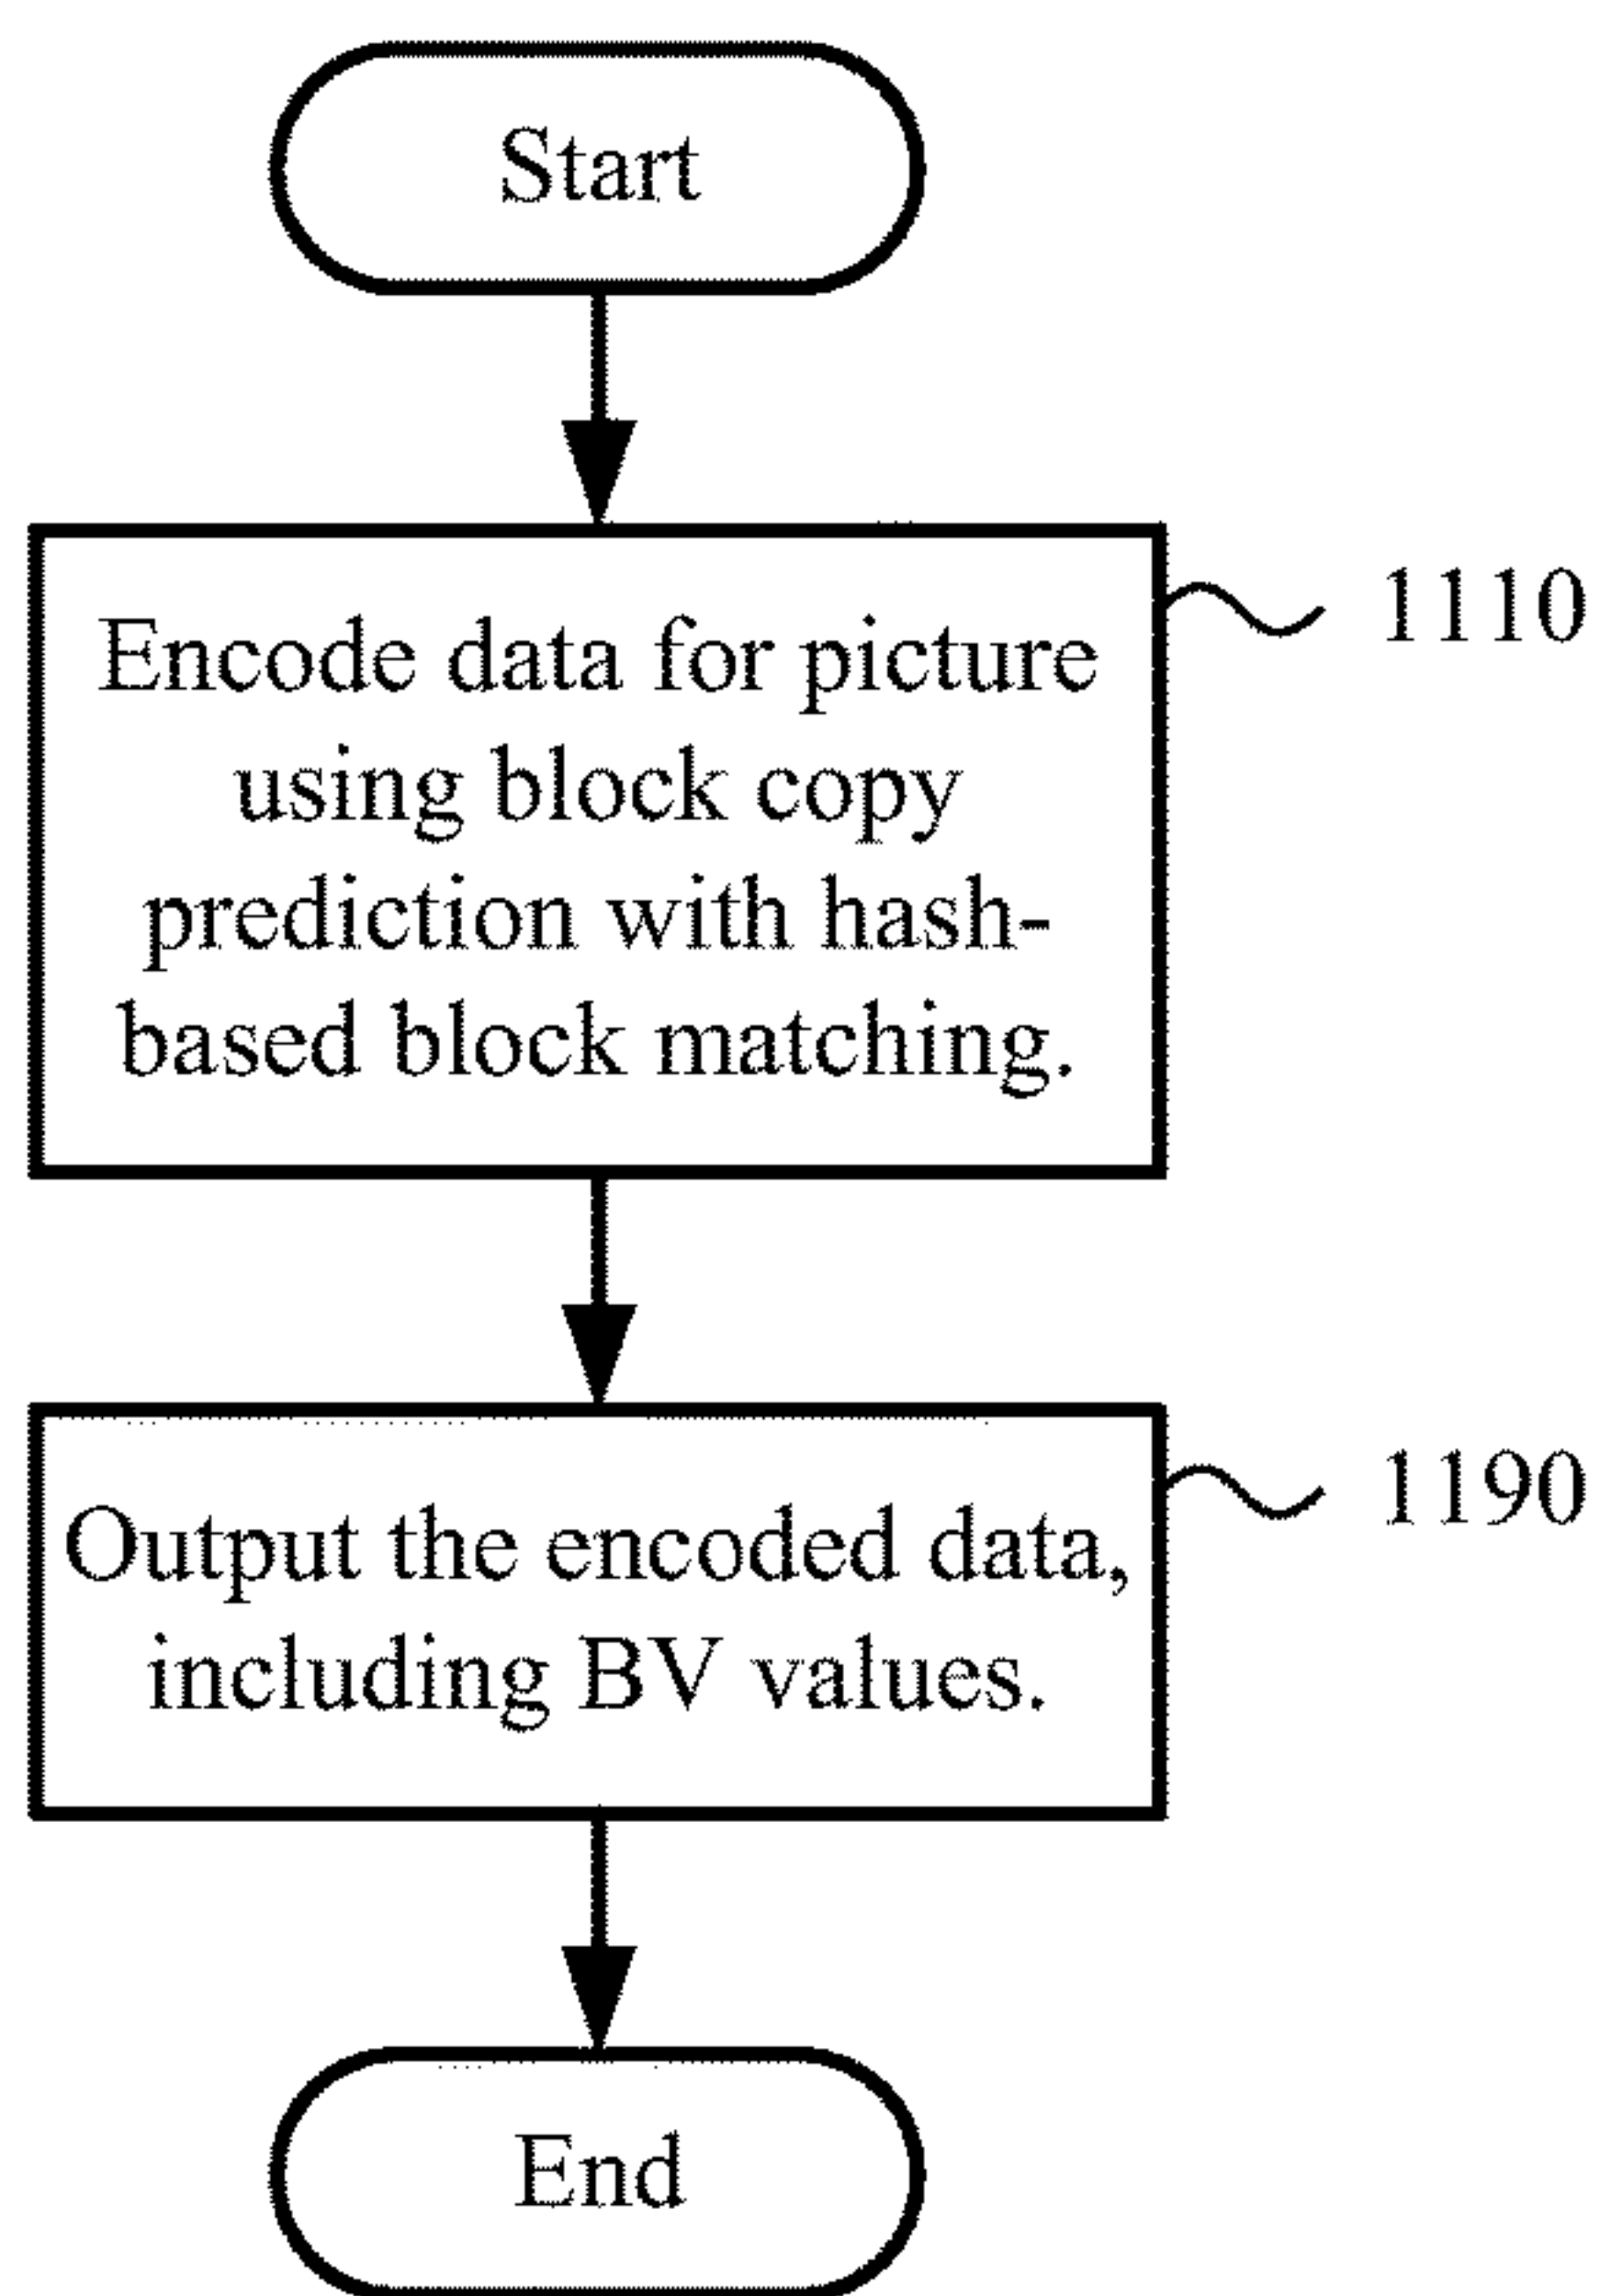 Start
Encode data for picture
1110
using block copy
prediction with hash-
based block matching.
Output the encoded data,
1190
including BV values.
End